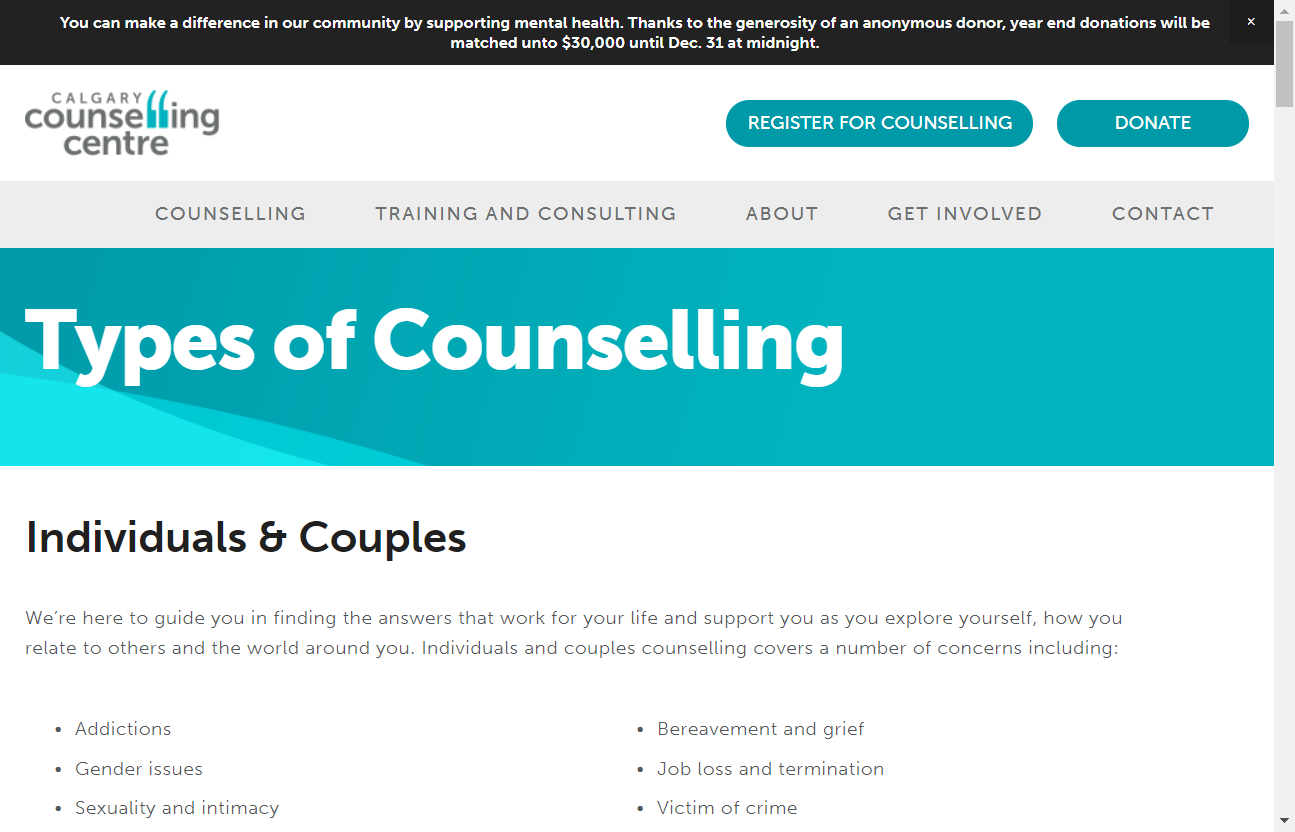 You can make a difference in our community by supporting mental health. Thanks to the generosity of an anonymous donor, year end donations will be
matched unto $30,000 until Dec. 31 at midnight.
×
CALGARY
counselling
centre
REGISTER FOR COUNSELLING
DONATE
COUNSELLING
TRAINING AND CONSULTING
ABOUT
GET INVOLVED
CONTACT
Types of Counselling
Individuals & Couples
We’re here to guide you in finding the answers that work for your life and support you as you explore yourself, how you
relate to others and the world around you. Individuals and couples counselling covers a number of concerns including:
• Addictions
• Gender issues
• Sexuality and intimacy
• Bereavement and grief
• Job loss and termination
• Victim of crime